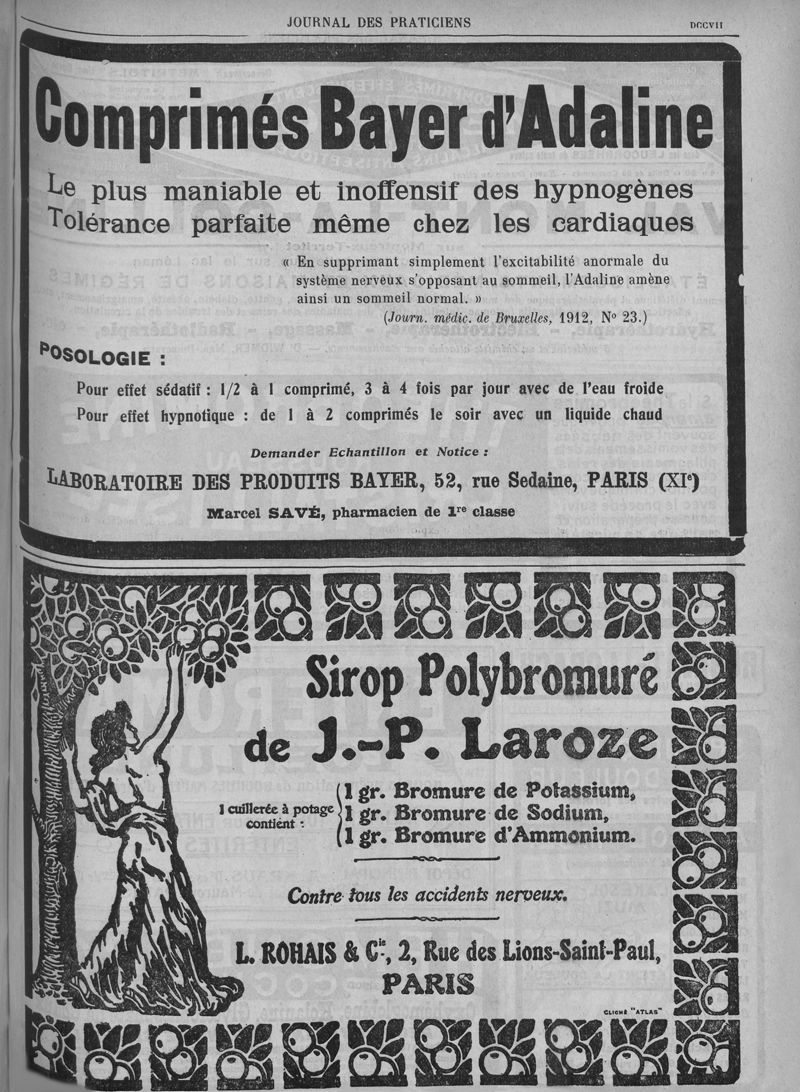 JOURNAL DES PRATICIENS
DCCVII
Comprimés Bayer d'Adaline
Le plus maniable et inoffensif des hypnogènes
Tolérance parfaite même chez les cardiaques
« En supprimant simplement l'excitabilité anormale du
système nerveux s'opposant au sommeil, l'Adaline amène
ainsi un sommeil normal. »
(Journ. médic. de Bruxelles, 1912, No 23.)
POSOLOGIE :
Pour effet sédatif : 1/2 à 1 comprimé, 3 à 4 fois par jour avec de l'eau froide
Pour effet hypnotique : de 1 à 2 comprimés le soir avec un liquide chaud
Demander Echantillon et Notice :
LABORATOIRE DES PRODUITS BAYER, 52, rue Sedaine, PARIS (XIe)
Marcel SAVÉ, pharmacien de 1re classe
Sirop Polybromuré
de J.-P. Laroze
1 cuillerée à potage
contient :
1 gr. Bromure de Potassium,
1 gr. Bromure de Sodium,
1 gr. Bromure d'Ammonium.
Contre tous les accidents nerveux.
L. ROHAIS & Cie, 2, Rue des Lions-Saint-Paul,
PARIS
CLICHÉ "ATLAS"